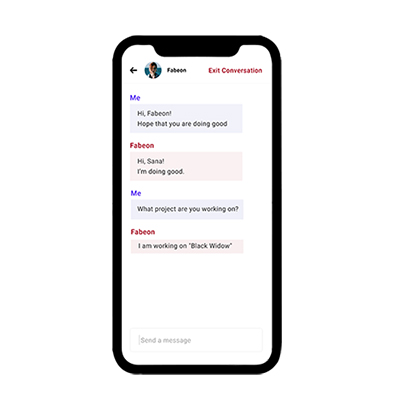 Fabeon Exit Conversation
Me
Hi, Fabeon!
Hope that you are doing good
Fabeon
Hi, Sana!
I'm doing good.
Me
What project are you working on?
Fabeon
I am working on "Black Widow"
Send a message